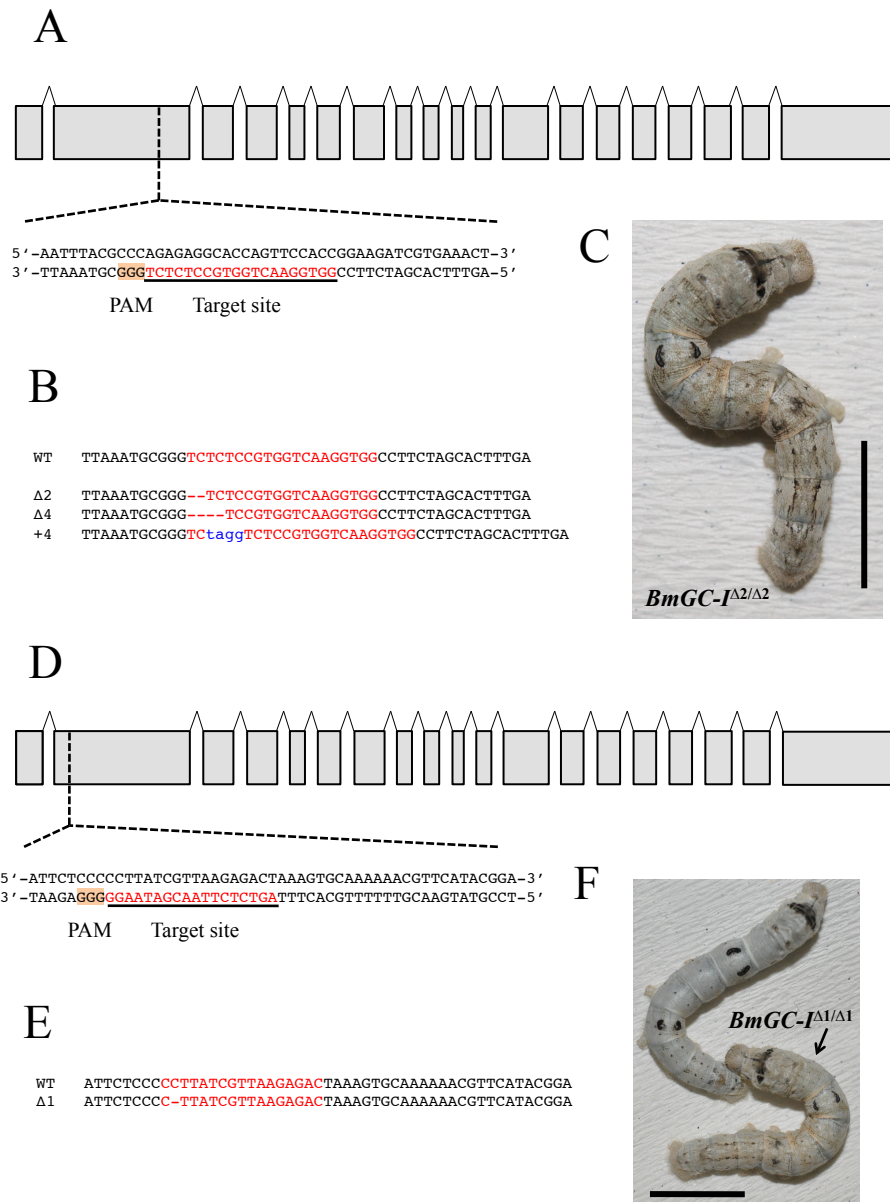 A
5‘-AATTTACGCCCAGAGAGGCACCAGTTCCACCGGAAGATCGTGAAACT-3’
3‘-TTAAATGCGGGTCTCTCCGTGGTCAAGGTGGCCTTCTAGCACTTTGA-5’
PAM Target site
B
WT TTAAATGCGGGTCTCTCCGTGGTCAAGGTGGCCTTCTAGCACTTTGA
Δ2 TTAAATGCGGG--TCTCCGTGGTCAAGGTGGCCTTCTAGCACTTTGA
Δ4 TTAAATGCGGG----TCCGTGGTCAAGGTGGCCTTCTAGCACTTTGA
+4 TTAAATGCGGGTCtaggTCTCCGTGGTCAAGGTGGCCTTCTAGCACTTTGA
C
BmGC-IΔ2/Δ2
D
5‘-ATTCTCCCCCTTATCGTTAAGAGACTAAAGTGCAAAAAACGTTCATACGGA-3’
3‘-TAAGAGGGGGAATAGCAATTCTCTGATTTCACGTTTTTTGCAAGTATGCCT-5’
PAM Target site
E
WT ATTCTCCCCCTTATCGTTAAGAGACTAAAGTGCAAAAAACGTTCATACGGA
Δ1 ATTCTCCCC-TTATCGTTAAGAGACTAAAGTGCAAAAAACGTTCATACGGA
F
BmGC-IΔ1/Δ1